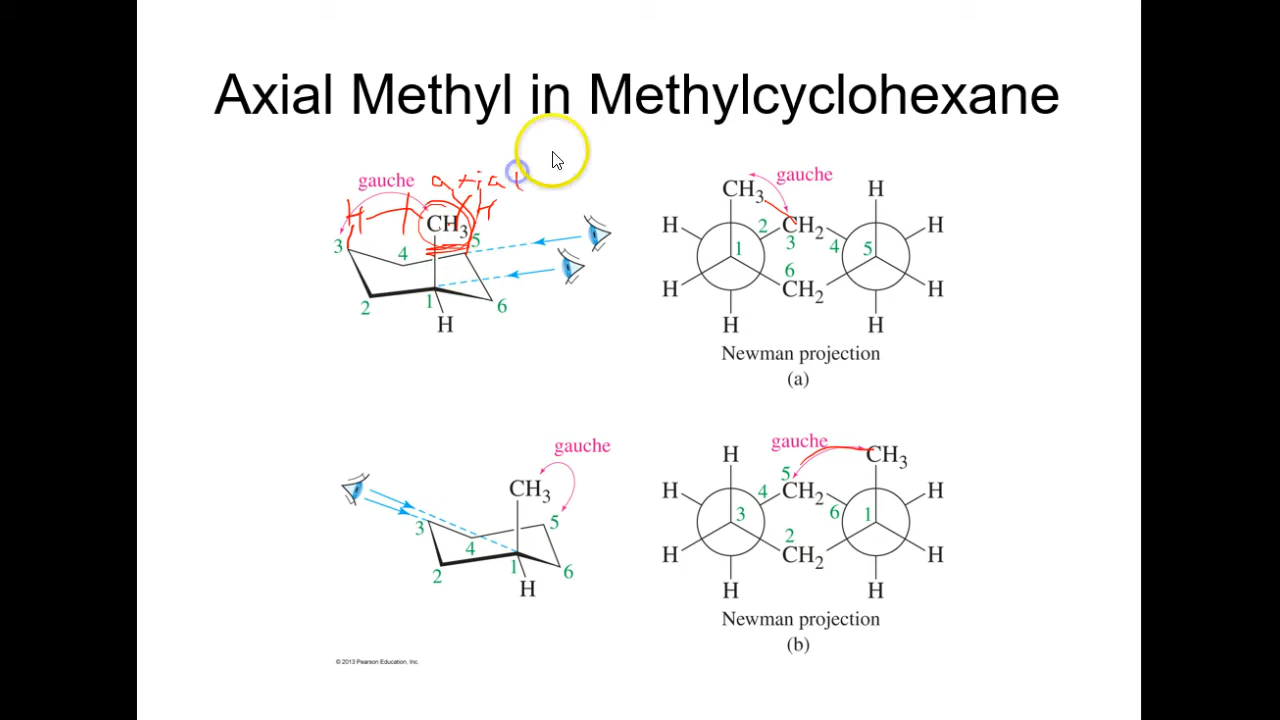 Axial Methyl in Methylcyclohexane
gauche
axial
H
H
CH3
3
4
5
2
1
6
H
gauche
CH3
H
H
2
CH2
H
1
3
4
5
6
H
CH2
H
H
H
Newman projection
(a)
gauche
CH3
3
5
4
2
1
6
H
gauche
H
CH3
5
H
4
CH2
H
3
6
1
2
H
CH2
H
H
H
Newman projection
(b)
© 2013 Pearson Education, Inc.